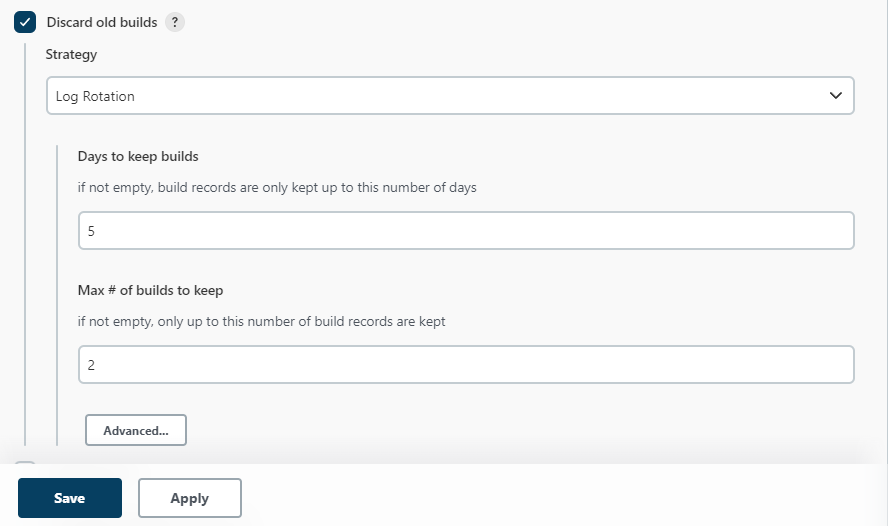 Discard old builds ?
Strategy
Log Rotation
Days to keep builds
if not empty, build records are only kept up to this number of days
5
Max # of builds to keep
if not empty, only up to this number of build records are kept
2
Advanced...
Save Apply